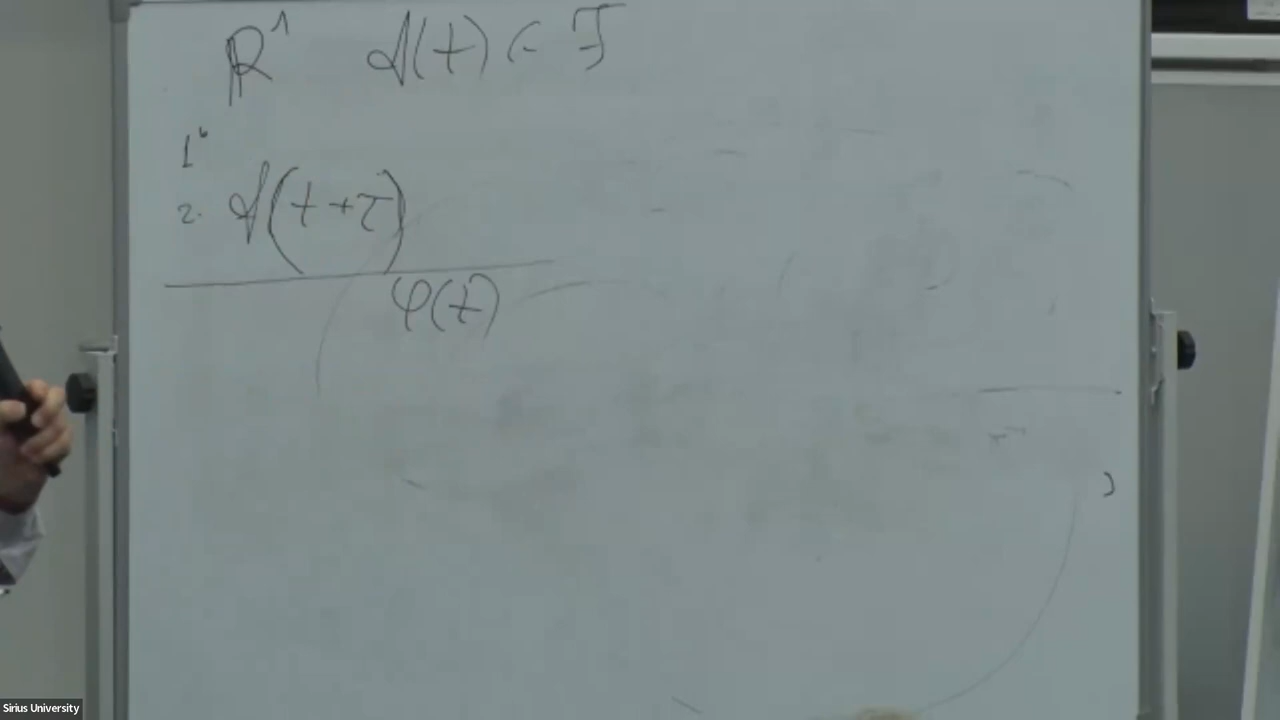 ℝ¹ f(t) ∈ F
1°
2. f(t+τ)
φ(t)
Sirius University